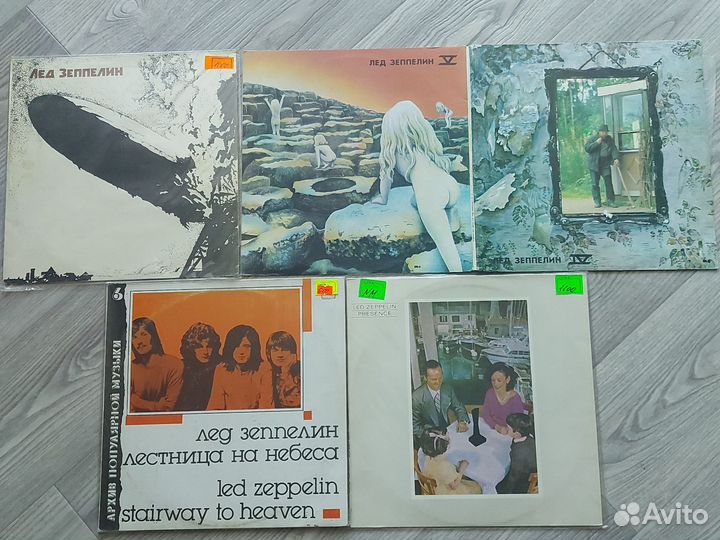 ЛЕД ЗЕППЕЛИН
ЛЕД ЗЕППЕЛИН V
ЛЕД ЗЕППЕЛИН IV
АРХИВ ПОПУЛЯРНОЙ МУЗЫКИ
лед зеппелин
лестница на небеса
led zeppelin
stairway to heaven
NM
LED ZEPPELIN
PRESENCE
Avito